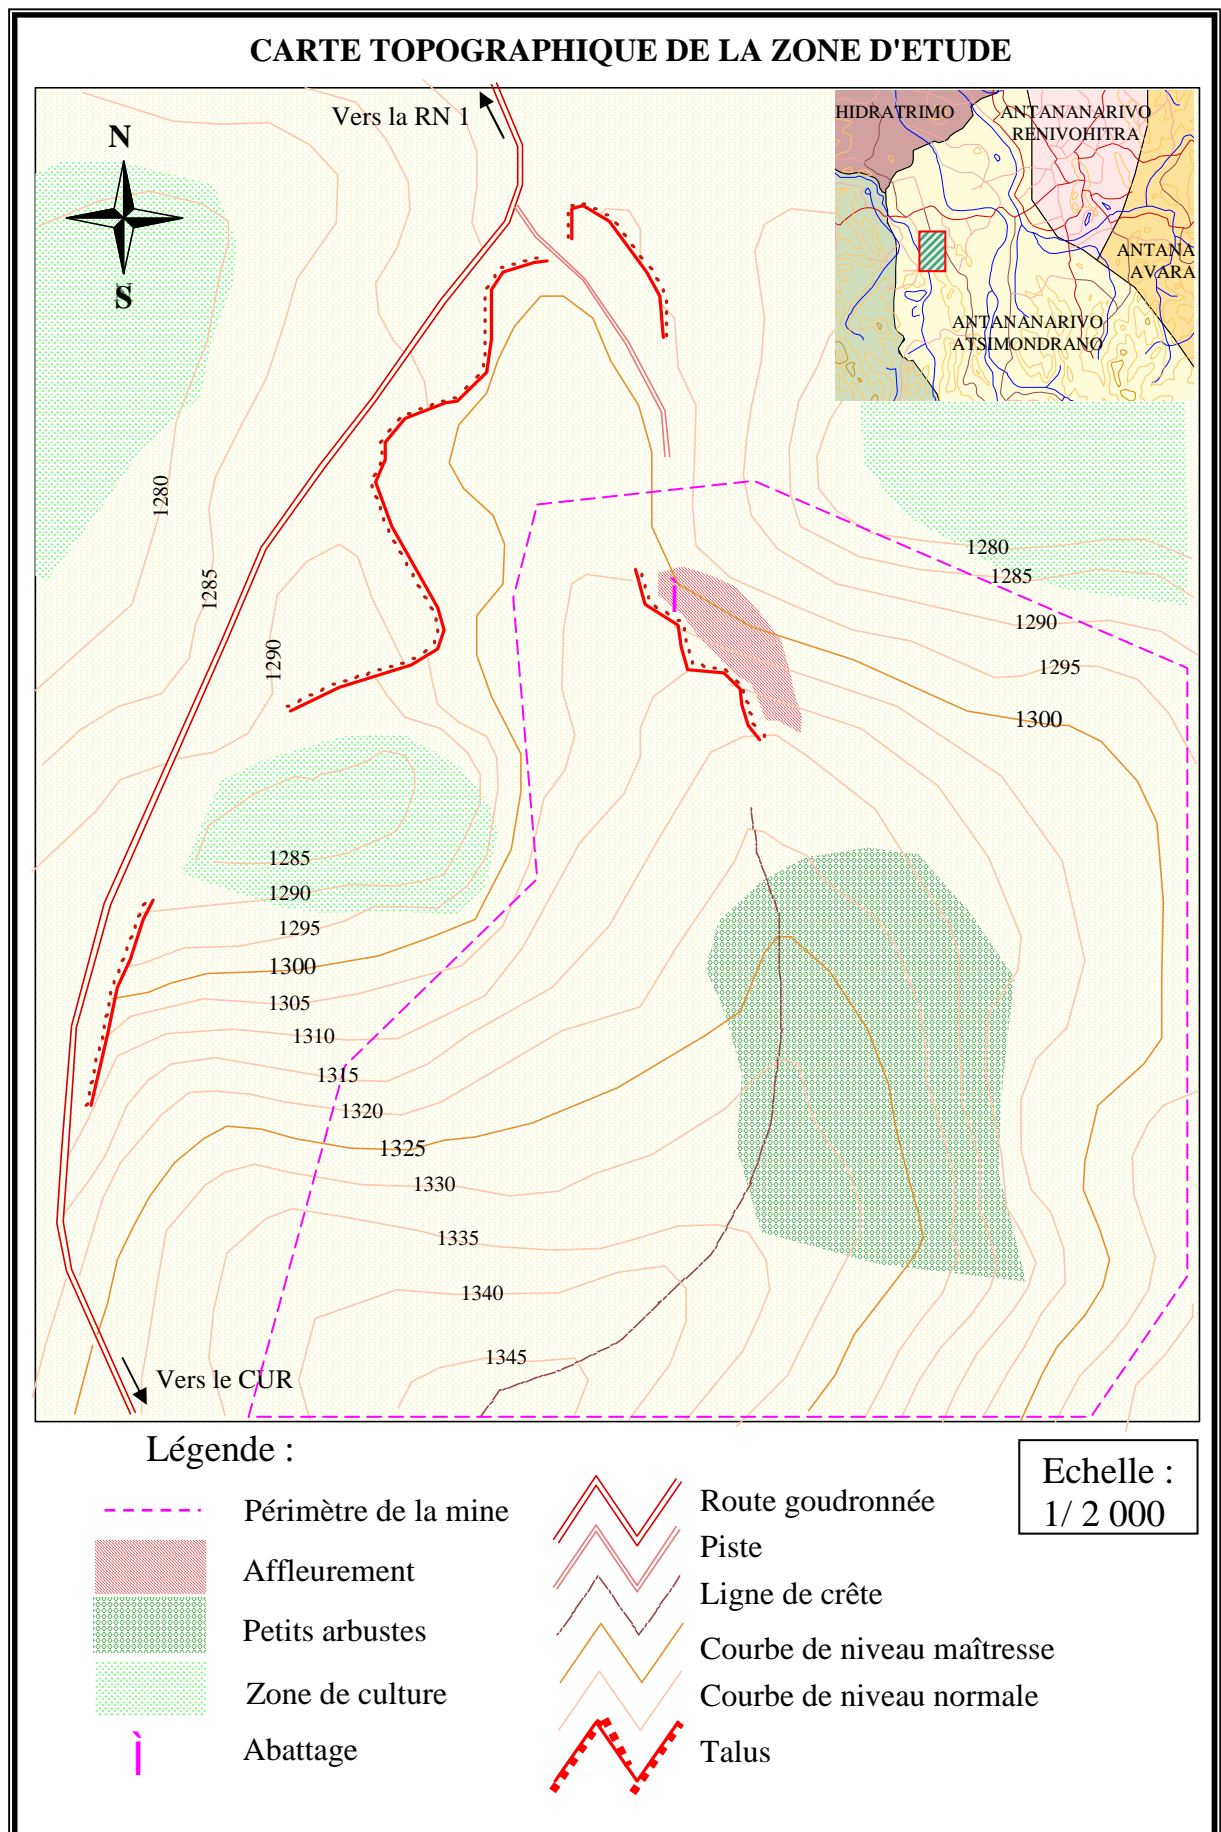 CARTE TOPOGRAPHIQUE DE LA ZONE D'ETUDE
Vers la RN 1
N
S
HIDRATRIMO
ANTANANARIVO
RENIVOHITRA
ANTANA
AVARA
ANTANANARIVO
ATSIMONDRANO
1280
1285
1290
1280
1285
1290
1295
1300
1285
1290
1295
1300
1305
1310
1315
1320
1325
1330
1335
1340
1345
Vers le CUR
Légende :
Echelle :
1/ 2 000
Périmètre de la mine
Affleurement
Petits arbustes
Zone de culture
Abattage
Route goudronnée
Piste
Ligne de crête
Courbe de niveau maîtresse
Courbe de niveau normale
Talus